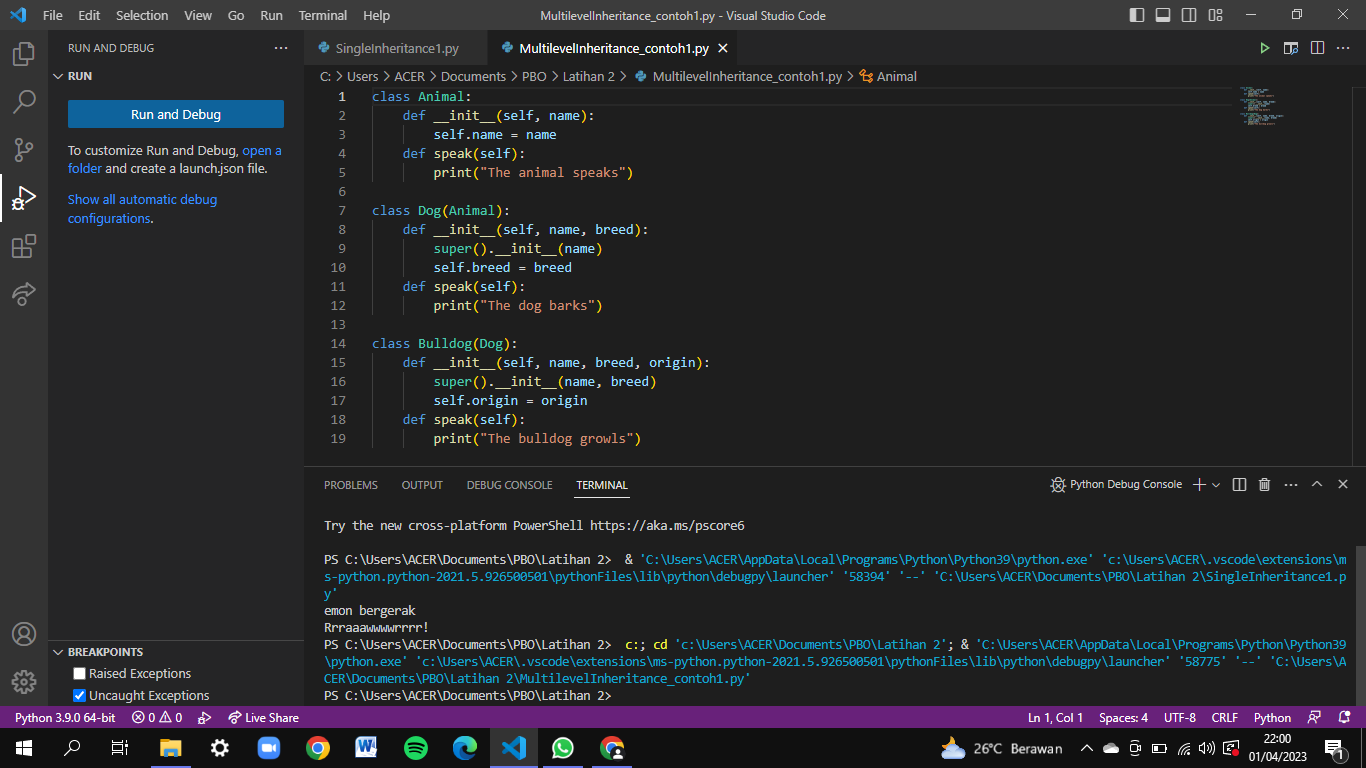 File Edit Selection View Go Run Terminal Help
MultilevelInheritance_contoh1.py - Visual Studio Code
RUN AND DEBUG
RUN
Run and Debug
To customize Run and Debug, open a
folder and create a launch.json file.
Show all automatic debug
configurations.
BREAKPOINTS
Raised Exceptions
Uncaught Exceptions
SingleInheritance1.py
MultilevelInheritance_contoh1.py
C: > Users > ACER > Documents > PBO > Latihan 2 > MultilevelInheritance_contoh1.py > Animal
1 class Animal:
2     def __init__(self, name):
3         self.name = name
4     def speak(self):
5         print("The animal speaks")
6
7 class Dog(Animal):
8     def __init__(self, name, breed):
9         super().__init__(name)
10         self.breed = breed
11     def speak(self):
12         print("The dog barks")
13
14 class Bulldog(Dog):
15     def __init__(self, name, breed, origin):
16         super().__init__(name, breed)
17         self.origin = origin
18     def speak(self):
19         print("The bulldog growls")
PROBLEMS OUTPUT DEBUG CONSOLE TERMINAL
Python Debug Console
Try the new cross-platform PowerShell https://aka.ms/pscore6
PS C:\Users\ACER\Documents\PBO\Latihan 2>  & 'C:\Users\ACER\AppData\Local\Programs\Python\Python39\python.exe' 'c:\Users\ACER\.vscode\extensions\m
s-python.python-2021.5.926500501\pythonFiles\lib\python\debugpy\launcher' '58394' '--' 'C:\Users\ACER\Documents\PBO\Latihan 2\SingleInheritance1.p
y'
emon bergerak
Rrraaawwwwrrrr!
PS C:\Users\ACER\Documents\PBO\Latihan 2>  c:; cd 'c:\Users\ACER\Documents\PBO\Latihan 2'; & 'C:\Users\ACER\AppData\Local\Programs\Python\Python39
\python.exe' 'c:\Users\ACER\.vscode\extensions\ms-python.python-2021.5.926500501\pythonFiles\lib\python\debugpy\launcher' '58775' '--' 'C:\Users\A
CER\Documents\PBO\Latihan 2\MultilevelInheritance_contoh1.py'
PS C:\Users\ACER\Documents\PBO\Latihan 2>
Python 3.9.0 64-bit 0 0 Live Share
Ln 1, Col 1 Spaces: 4 UTF-8 CRLF Python
26°C Berawan
22:00
01/04/2023
1